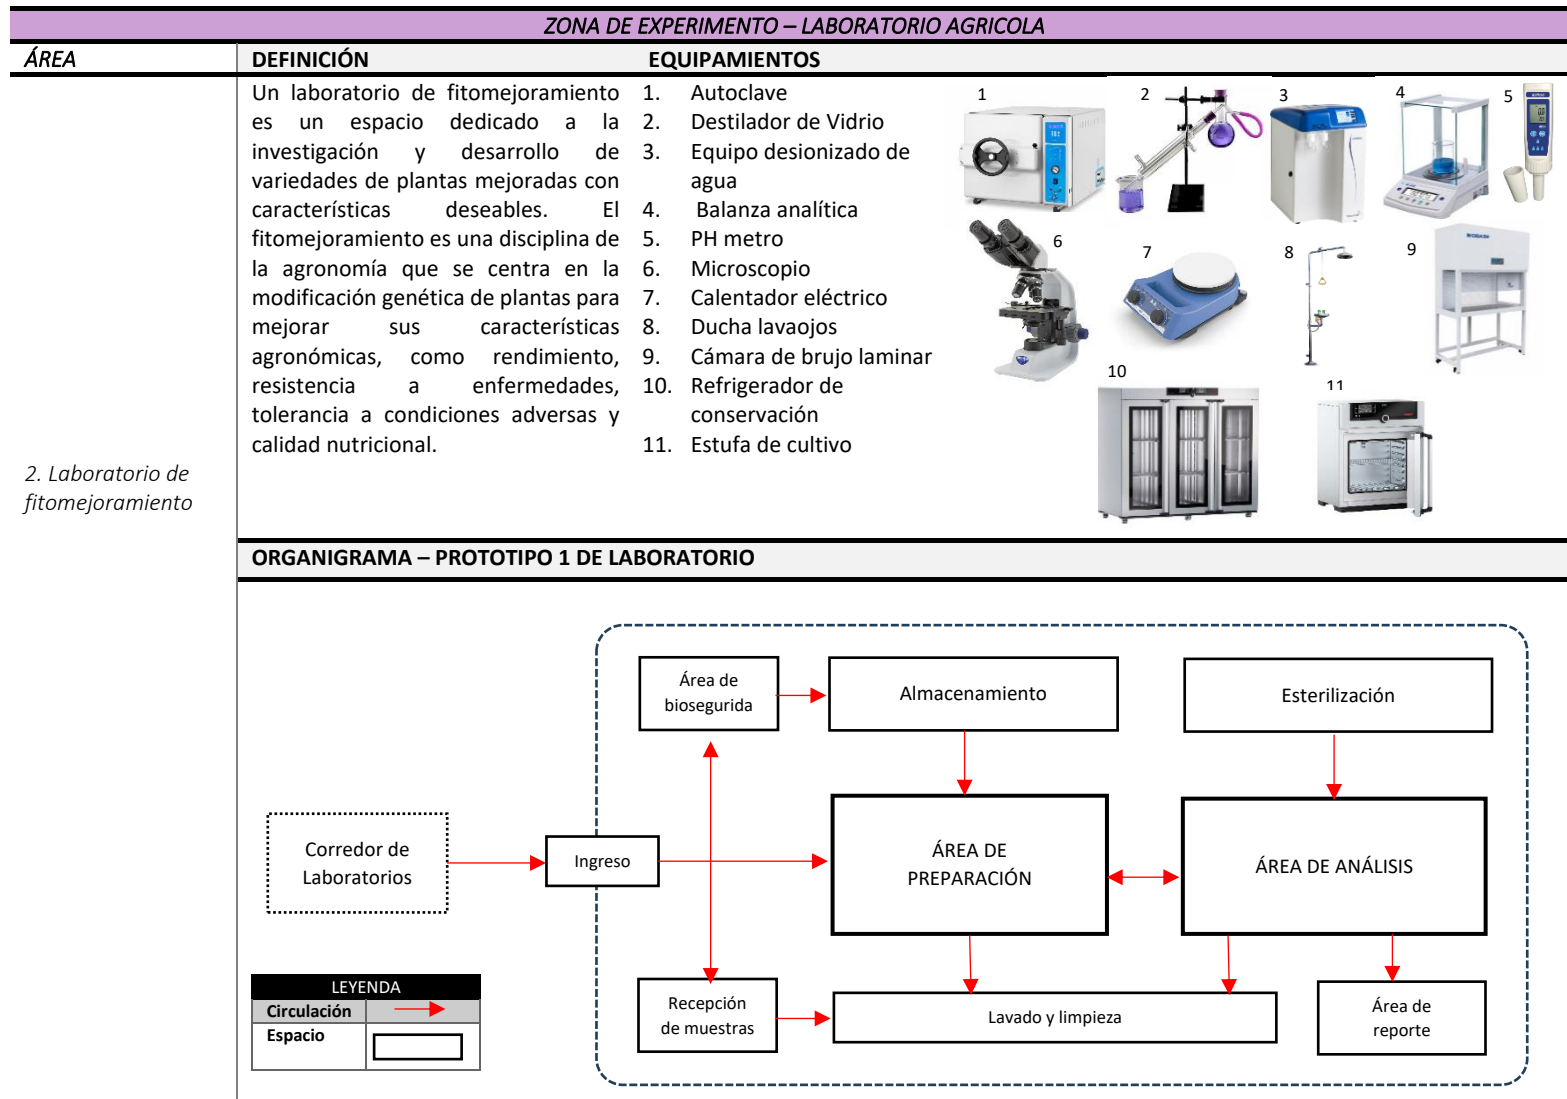 ZONA DE EXPERIMENTO – LABORATORIO AGRICOLA
ÁREA
DEFINICIÓN
EQUIPAMIENTOS
2. Laboratorio de
fitomejoramiento
Un laboratorio de fitomejoramiento
es un espacio dedicado a la
investigación y desarrollo de
variedades de plantas mejoradas con
características deseables. El
fitomejoramiento es una disciplina de
la agronomía que se centra en la
modificación genética de plantas para
mejorar sus características
agronómicas, como rendimiento,
resistencia a enfermedades,
tolerancia a condiciones adversas y
calidad nutricional.
1. Autoclave
2. Destilador de Vidrio
3. Equipo desionizado de
agua
4. Balanza analítica
5. PH metro
6. Microscopio
7. Calentador eléctrico
8. Ducha lavaojos
9. Cámara de brujo laminar
10. Refrigerador de
conservación
11. Estufa de cultivo
1
2
3
4
5
6
7
8
9
10
11
ORGANIGRAMA – PROTOTIPO 1 DE LABORATORIO
Área de
biosegurida
Almacenamiento
Esterilización
Corredor de
Laboratorios
Ingreso
ÁREA DE
PREPARACIÓN
ÁREA DE ANÁLISIS
Recepción
de muestras
Lavado y limpieza
Área de
reporte
LEYENDA
Circulación
Espacio